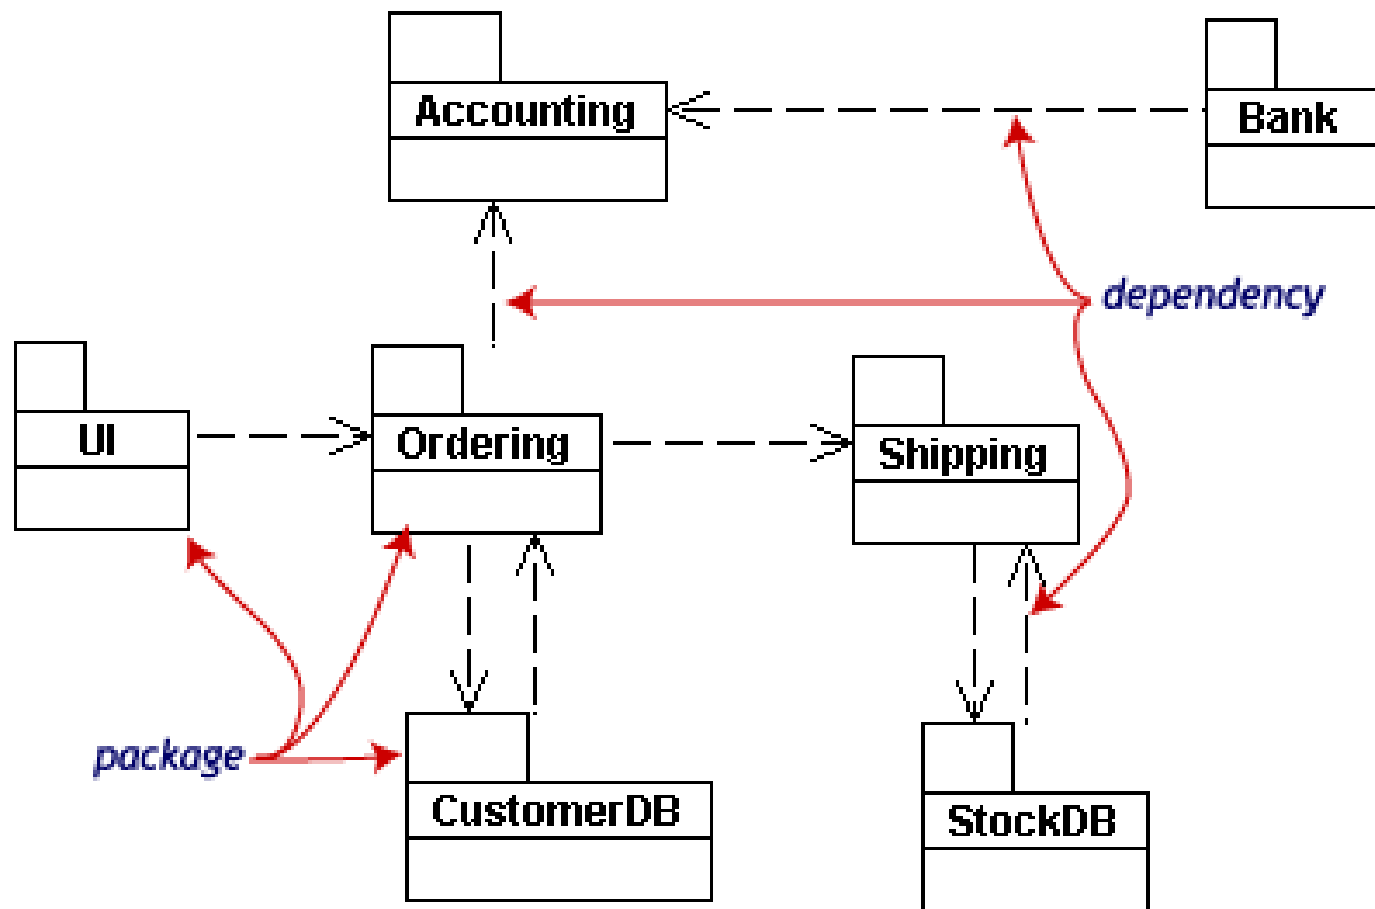 Accounting
Bank
dependency
UI
Ordering
Shipping
package
CustomerDB
StockDB